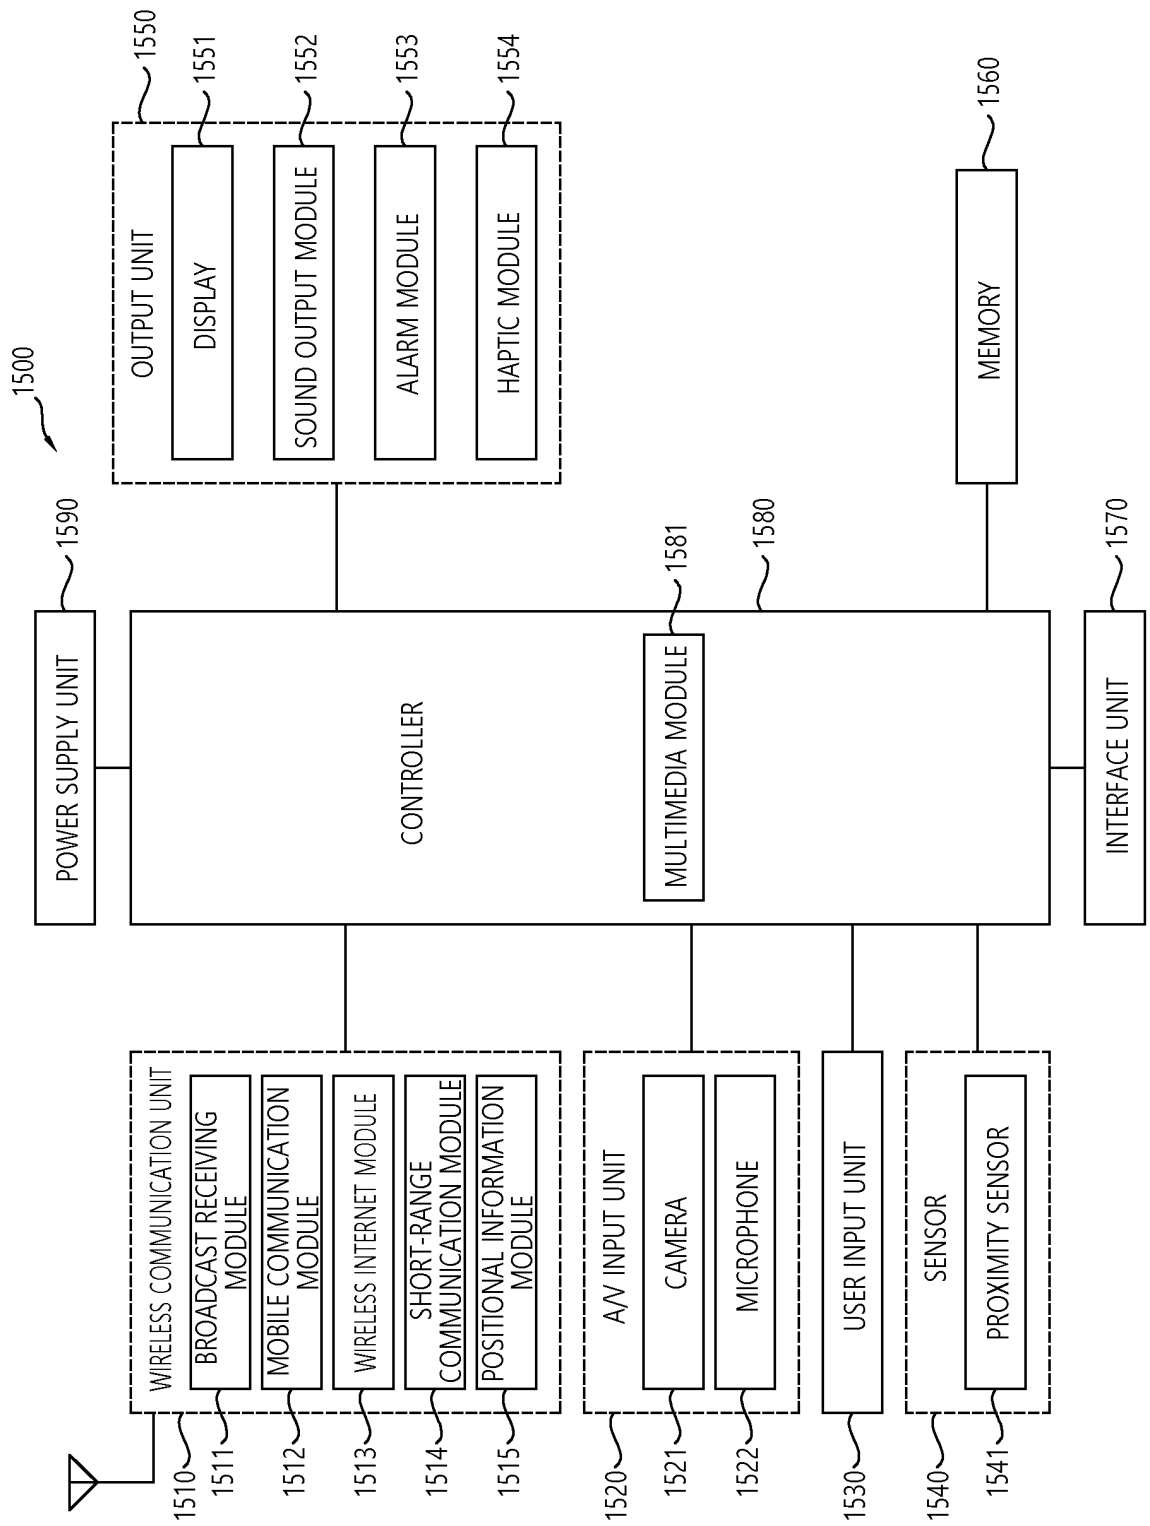 1500
1510
WIRELESS COMMUNICATION UNIT
1511
BROADCAST RECEIVING
MODULE
1512
MOBILE COMMUNICATION
MODULE
1513
WIRELESS INTERNET MODULE
1514
SHORT-RANGE
COMMUNICATION MODULE
1515
POSITIONAL INFORMATION
MODULE
1520
A/V INPUT UNIT
1521
CAMERA
1522
MICROPHONE
1530
USER INPUT UNIT
1540
SENSOR
1541
PROXIMITY SENSOR
POWER SUPPLY UNIT
1590
CONTROLLER
1580
MULTIMEDIA MODULE
1581
INTERFACE UNIT
1570
OUTPUT UNIT
1550
DISPLAY
1551
SOUND OUTPUT MODULE
1552
ALARM MODULE
1553
HAPTIC MODULE
1554
MEMORY
1560